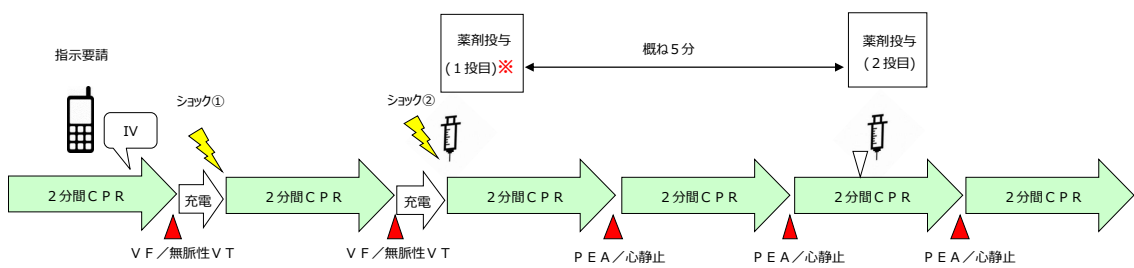 薬剤投与
(１投目)※
概ね５分
薬剤投与
(２投目)
指示要請
IV
ショック①
ショック②
２分間ＣＰＲ
充電
２分間ＣＰＲ
充電
２分間ＣＰＲ
２分間ＣＰＲ
２分間ＣＰＲ
２分間ＣＰＲ
ＶＦ／無脈性ＶＴ
ＶＦ／無脈性ＶＴ
ＰＥＡ／心静止
ＰＥＡ／心静止
ＰＥＡ／心静止